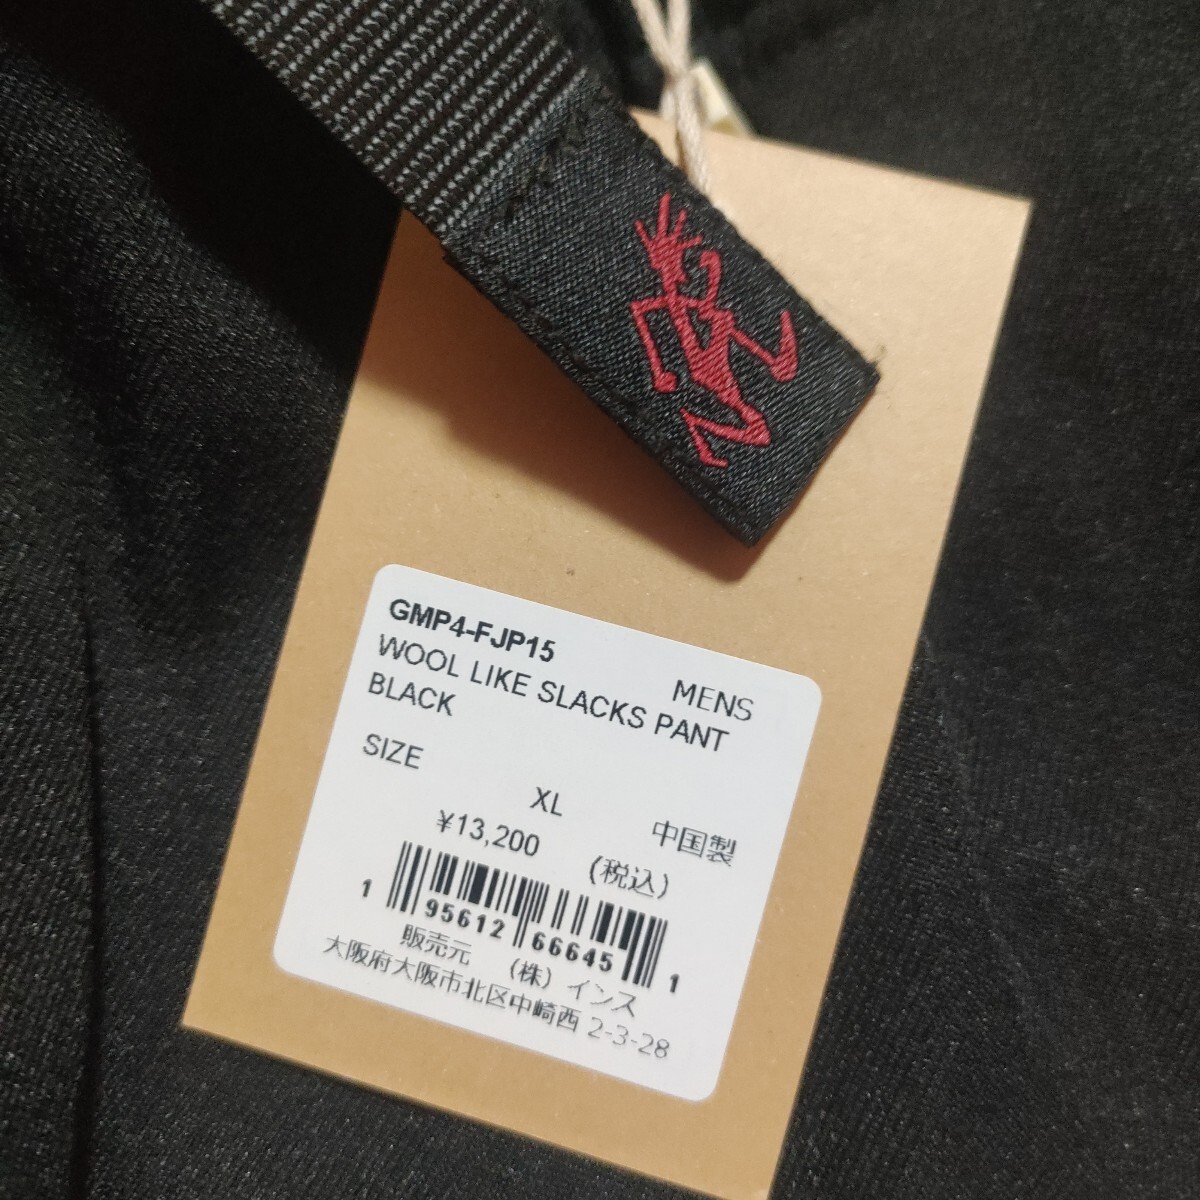 GMP4-FJP15
MENS
WOOL LIKE SLACKS PANT
BLACK
SIZE
XL
¥13,200
中国製
(税込)
1 95612 66645 1
販売元 (株) インス
大阪府大阪市北区中崎西 2-3-28